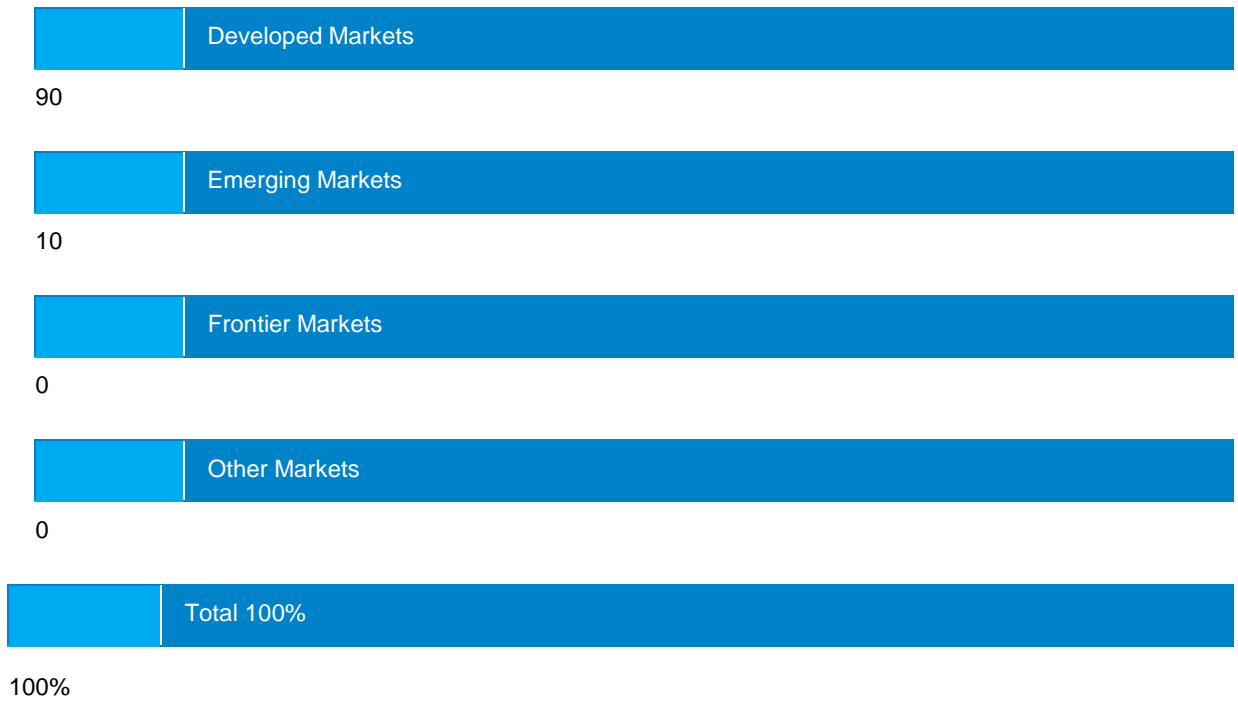 Developed Markets
90
Emerging Markets
10
Frontier Markets
0
Other Markets
0
Total 100%
100%